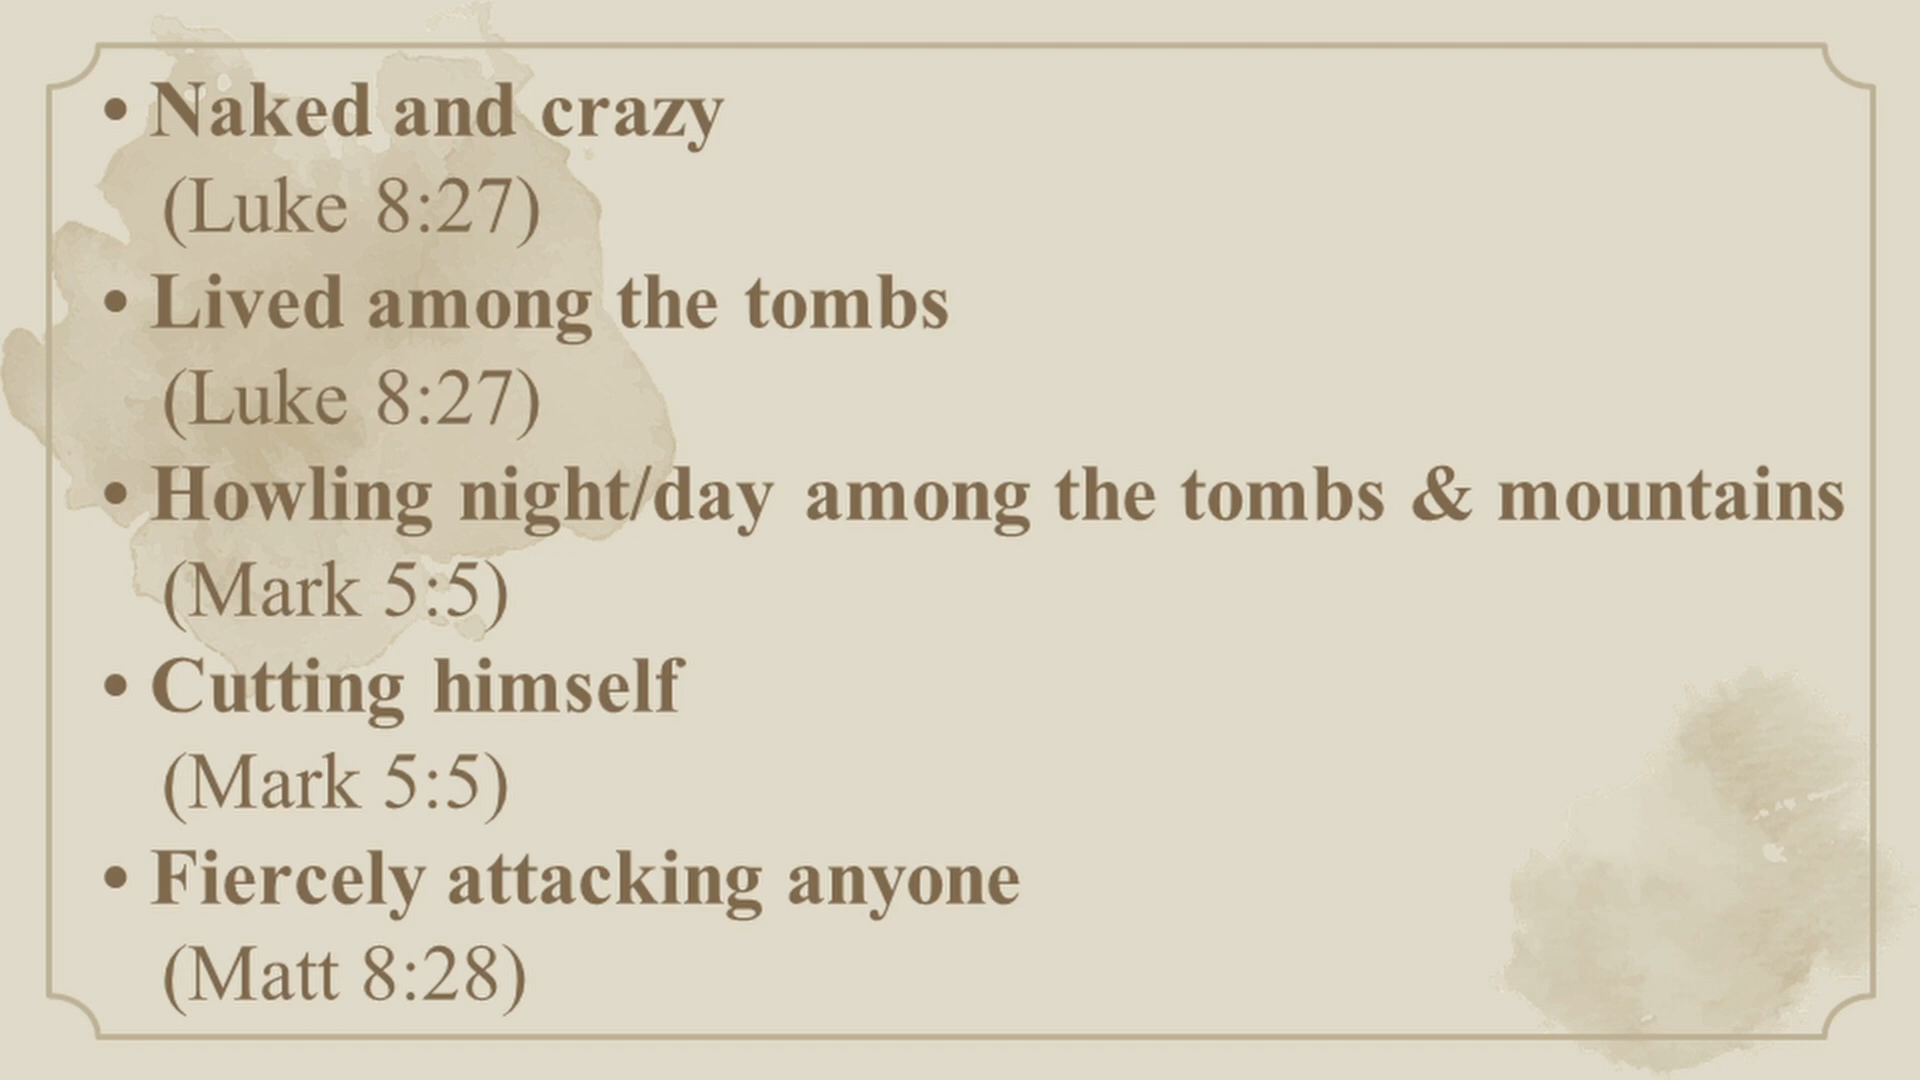 • Naked and crazy
(Luke 8:27)
• Lived among the tombs
(Luke 8:27)
• Howling night/day among the tombs & mountains
(Mark 5:5)
• Cutting himself
(Mark 5:5)
• Fiercely attacking anyone
(Matt 8:28)